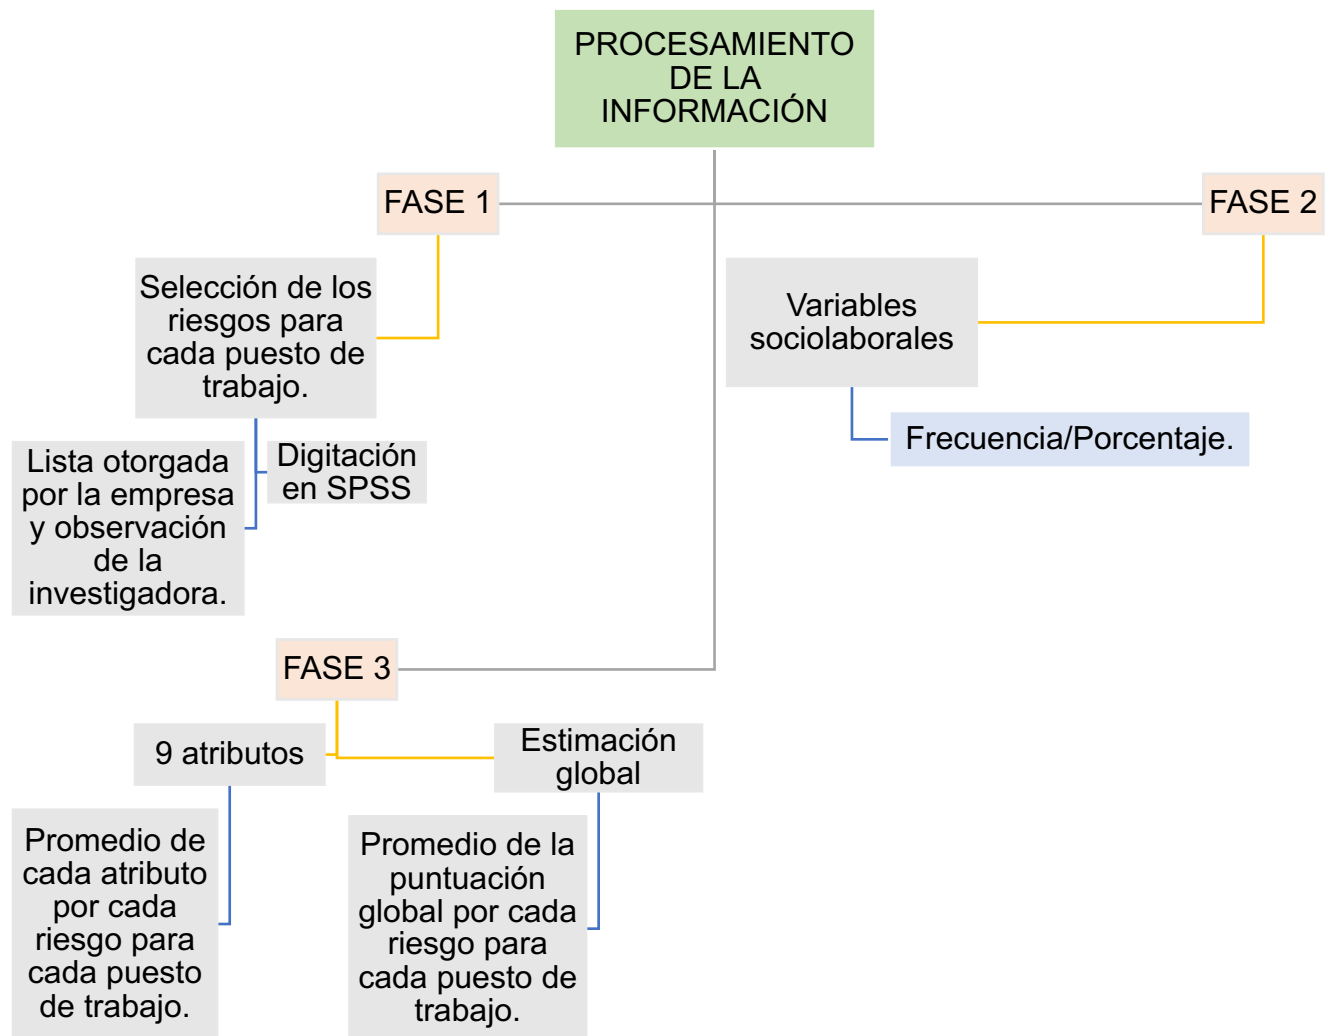 PROCESAMIENTO
DE LA
INFORMACIÓN
FASE 1
FASE 2
Selección de los
riesgos para
cada puesto de
trabajo.
Lista otorgada
por la empresa
y observación
de la
investigadora.
Digitación
en SPSS
Variables
sociolaborales
Frecuencia/Porcentaje.
FASE 3
9 atributos
Promedio de
cada atributo
por cada
riesgo para
cada puesto
de trabajo.
Estimación
global
Promedio de la
puntuación
global por cada
riesgo para
cada puesto de
trabajo.